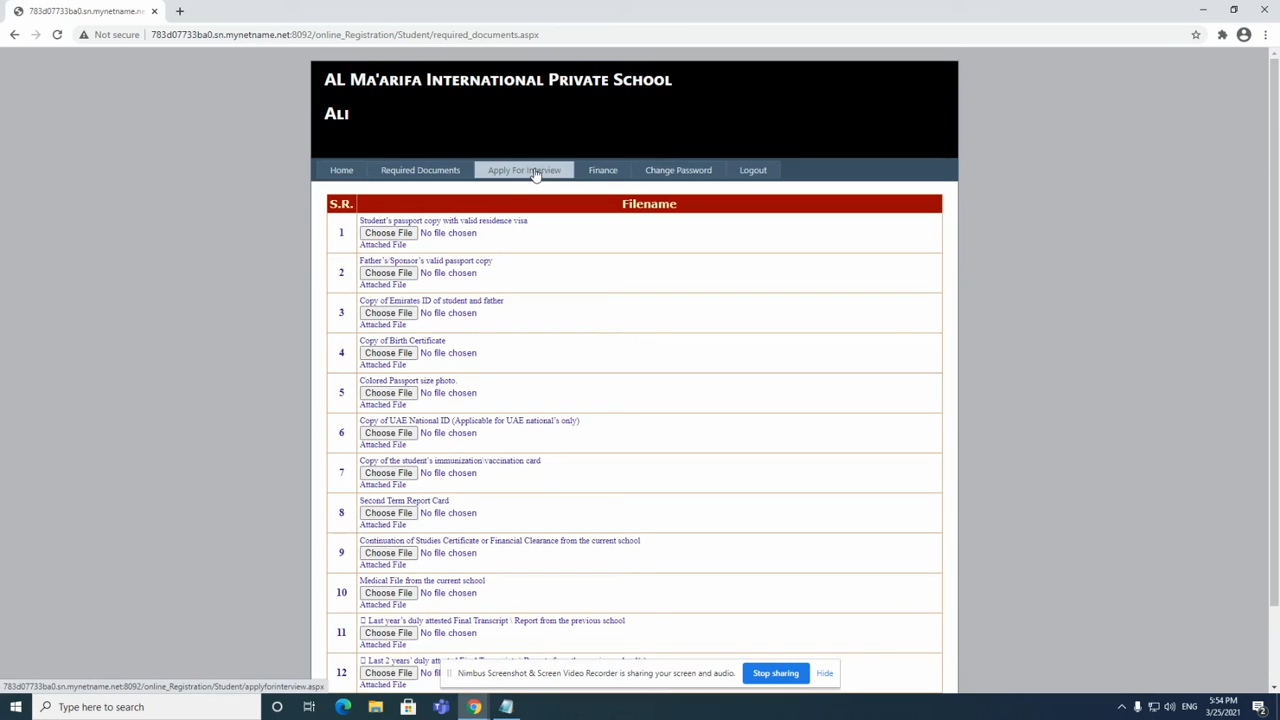 783d07733ba0.sn.mynetname.net:8
Not secure
783d07733ba0.sn.mynetname.net:8092/online_Registration/Student/required_documents.aspx
AL MA'ARIFA INTERNATIONAL PRIVATE SCHOOL
ALI
Home Required Documents Apply For Interview Finance Change Password Logout
S.R. Filename
Student's passport copy with valid residence visa
1 Choose File No file chosen
Attached File
Father's/Sponsor's valid passport copy
2 Choose File No file chosen
Attached File
Copy of Emirates ID of student and father
3 Choose File No file chosen
Attached File
Copy of Birth Certificate
4 Choose File No file chosen
Attached File
Colored Passport size photo.
5 Choose File No file chosen
Attached File
Copy of UAE National ID (Applicable for UAE national's only)
6 Choose File No file chosen
Attached File
Copy of the student's immunization\vaccination card
7 Choose File No file chosen
Attached File
Second Term Report Card
8 Choose File No file chosen
Attached File
Continuation of Studies Certificate or Financial Clearance from the current school
9 Choose File No file chosen
Attached File
Medical File from the current school
10 Choose File No file chosen
Attached File
Last year's duly attested Final Transcript \ Report from the previous school
11 Choose File No file chosen
Attached File
Last 2 years' duly
12 Choose File No
Attached File
Nimbus Screenshot & Screen Video Recorder is sharing your screen and audio. Stop sharing Hide
783d07733ba0.sn.mynetname.net:8092/online_Registration/Student/applyforinterview.aspx
Type here to search
ENG
5:54 PM
3/25/2021
2